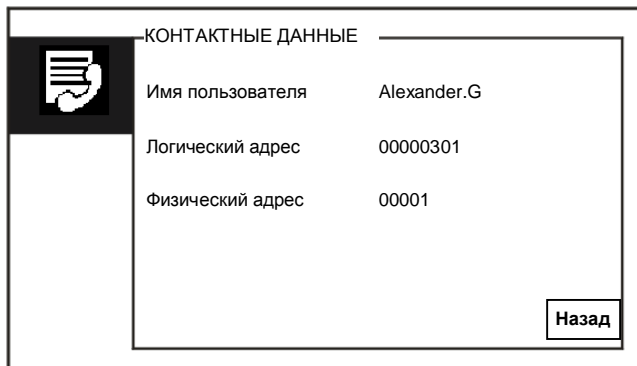 КОНТАКТНЫЕ ДАННЫЕ
Имя пользователя Alexander.G
Логический адрес 00000301
Физический адрес 00001
Назад